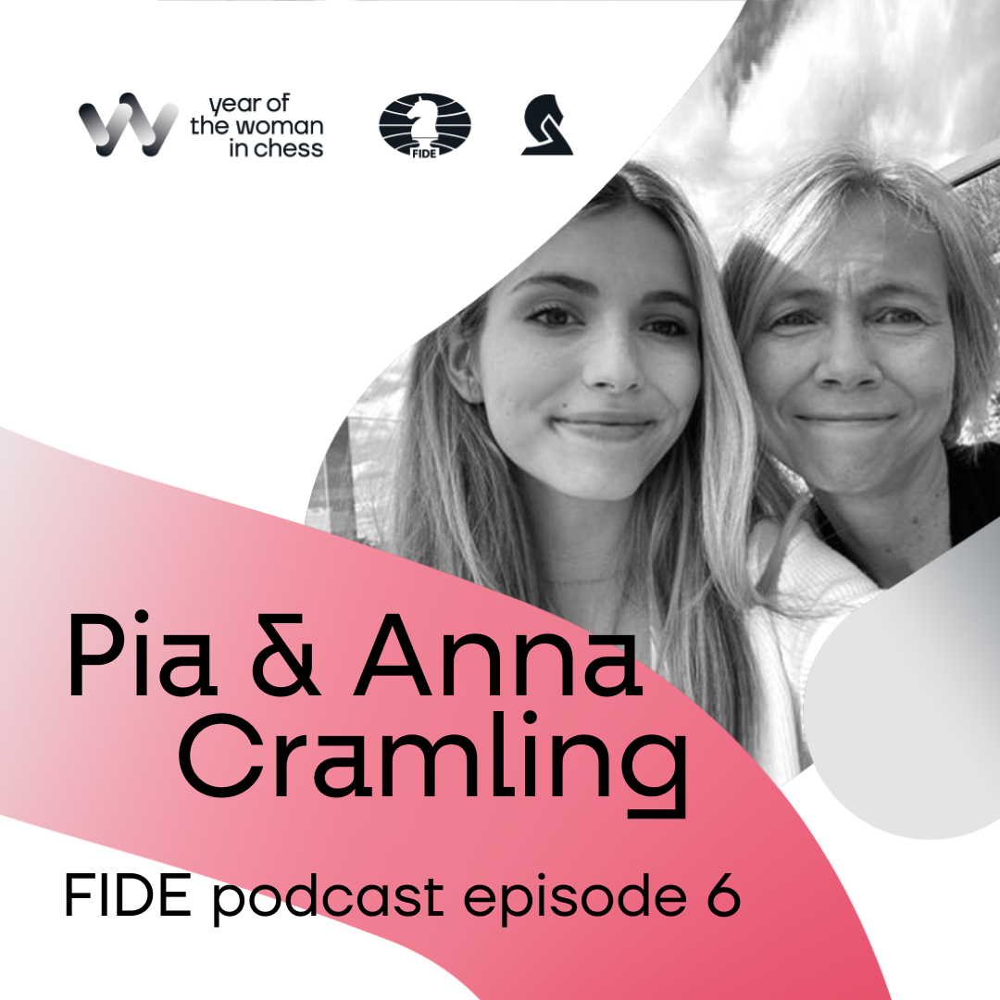 year of
the woman
in chess
FIDE
Pia & Anna
Cramling
FIDE podcast episode 6